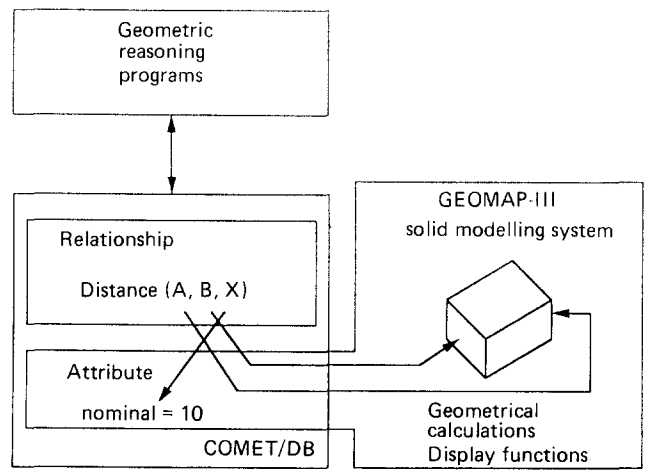 Geometric
reasoning
programs
GEOMAP-III
solid modelling system
Relationship
Distance (A, B, X)
Attribute
nominal = 10
COMET/DB
Geometrical
calculations
Display functions